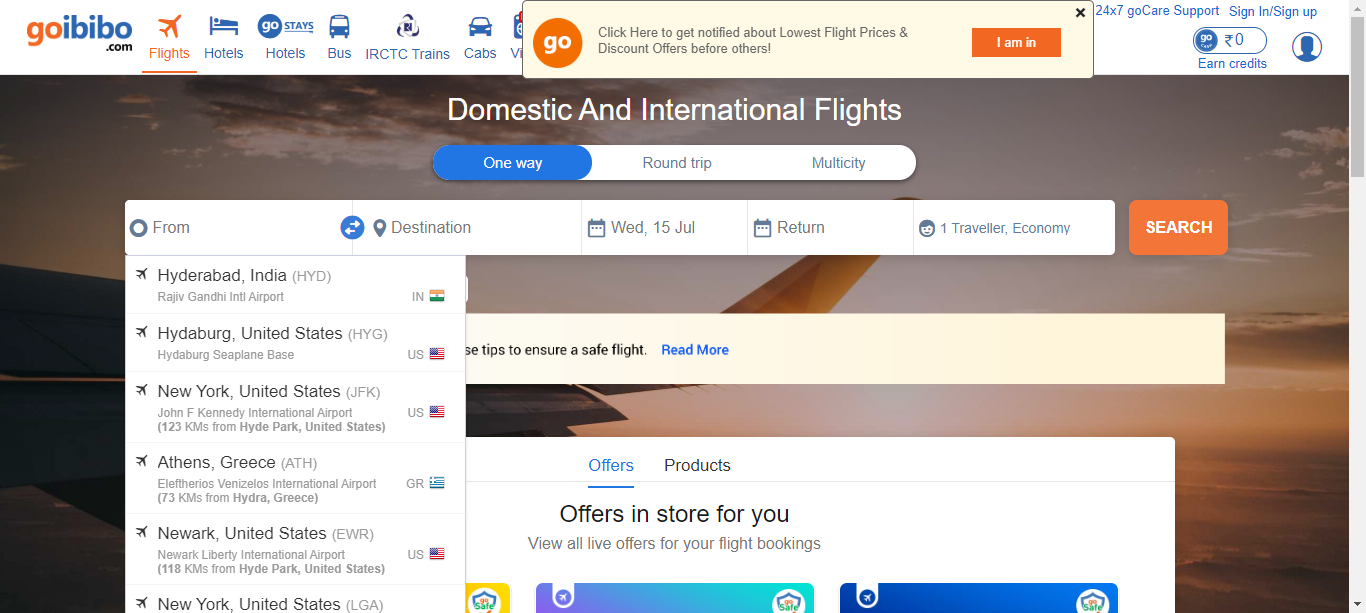 goibibo
.com
Flights
Hotels
go STAYS
Hotels
Bus
IRCTC Trains
Cabs
go
Click Here to get notified about Lowest Flight Prices &
Discount Offers before others!
I am in
24x7 goCare Support
Sign In/Sign up
go
CASH
₹0
Earn credits
Domestic And International Flights
One way
Round trip
Multicity
From
Destination
Wed, 15 Jul
Return
1 Traveller, Economy
SEARCH
Hyderabad, India (HYD)
Rajiv Gandhi Intl Airport
IN
Hydaburg, United States (HYG)
Hydaburg Seaplane Base
US
se tips to ensure a safe flight. Read More
New York, United States (JFK)
John F Kennedy International Airport
US
(123 KMs from Hyde Park, United States)
Athens, Greece (ATH)
Eleftherios Venizelos International Airport
GR
(73 KMs from Hydra, Greece)
Newark, United States (EWR)
Newark Liberty International Airport
US
(118 KMs from Hyde Park, United States)
New York, United States (LGA)
Offers
Products
Offers in store for you
View all live offers for your flight bookings
go
Safe
go
Safe
go
Safe